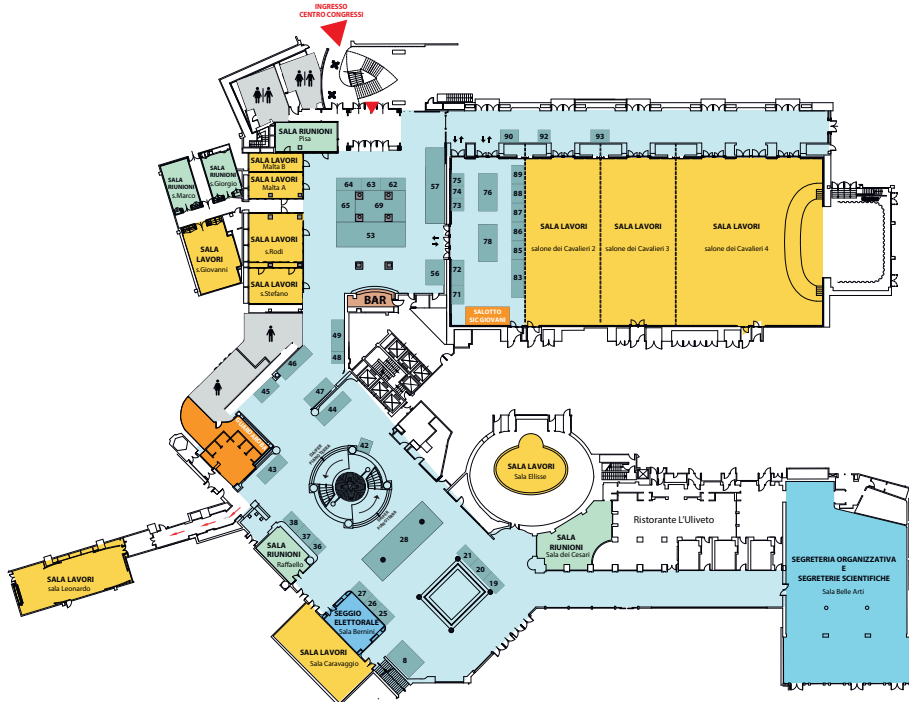 INGRESSO
CENTRO CONGRESSI
SALA RIUNIONI
Pisa
90
92
93
SALA LAVORI
Malta B
SALA LAVORI
Malta A
SALA
RIUNIONI
s.Marco
SALA
RIUNIONI
s.Giorgio
64
63
62
57
65
69
53
75
74
73
76
89
88
87
86
85
83
78
72
71
56
SALA LAVORI
salone dei Cavalieri 2
SALA LAVORI
salone dei Cavalieri 3
SALA LAVORI
salone dei Cavalieri 4
SALA
LAVORI
s.Giovanni
SALA LAVORI
s.Rodi
SALA LAVORI
s.Stefano
BAR
SALOTTO
SIC GIOVANI
49
48
46
45
47
44
43
42
SALA LAVORI
Sala Ellisse
38
37
36
28
SALA
RIUNIONI
Raffaello
SALA
RIUNIONI
Sala dei Cesari
Ristorante L'Uliveto
21
20
19
SALA LAVORI
sala Leonardo
27
26
25
SEGGIO
ELETTORALE
Sala Bernini
SALA LAVORI
Sala Caravaggio
8
SEGRETERIA ORGANIZZATIVA
E
SEGRETERIE SCIENTIFICHE
Sala Belle Arti